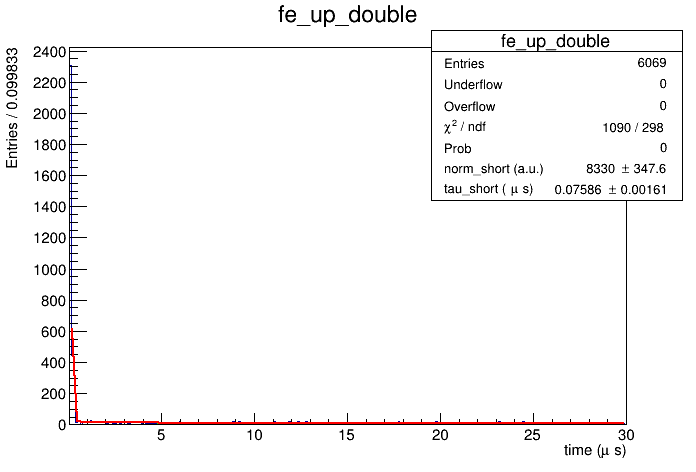 fe_up_double
fe_up_double
Entries 6069
Underflow 0
Overflow 0
χ² / ndf 1090 / 298
Prob 0
norm_short (a.u.) 8330 ± 347.6
tau_short ( μ s) 0.07586 ± 0.00161
Entries / 0.099833
2400
2200
2000
1800
1600
1400
1200
1000
800
600
400
200
0
5 10 15 20 25 30
time (μ s)